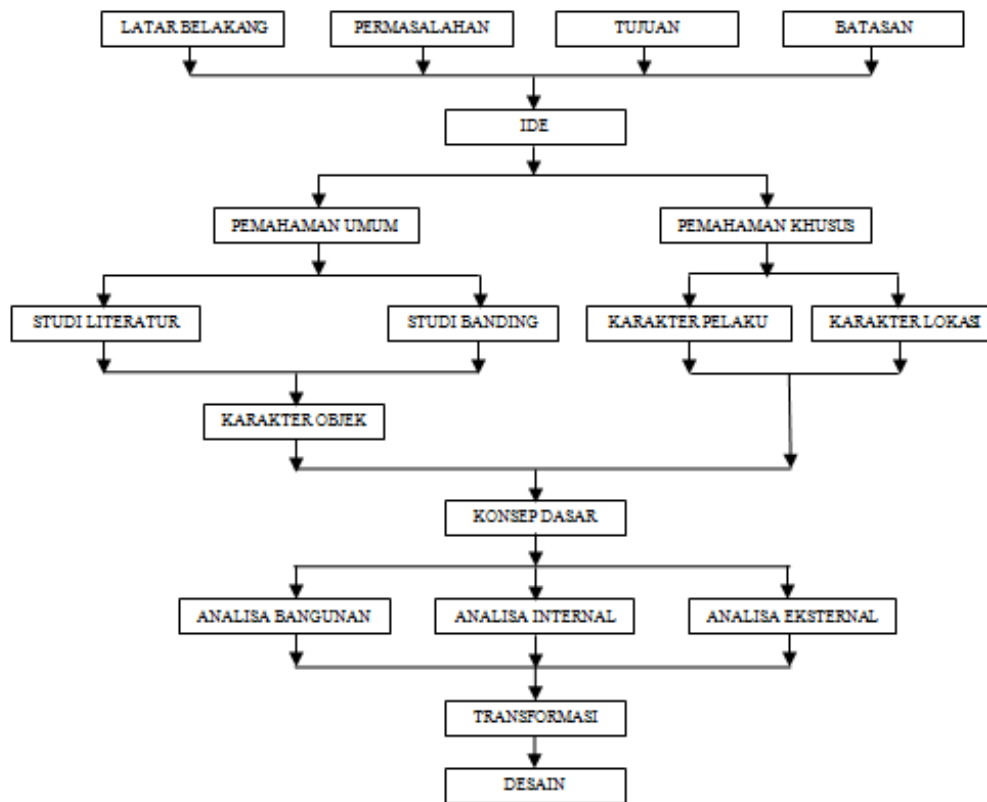 LATAR BELAKANG
PERMASALAHAN
TUJUAN
BATASAN
IDE
PEMAHAMAN UMUM
PEMAHAMAN KHUSUS
STUDI LITERATUR
STUDI BANDING
KARAKTER PELAKU
KARAKTER LOKASI
KARAKTER OBJEK
KONSEP DASAR
ANALISA BANGUNAN
ANALISA INTERNAL
ANALISA EKSTERNAL
TRANSFORMASI
DESAIN